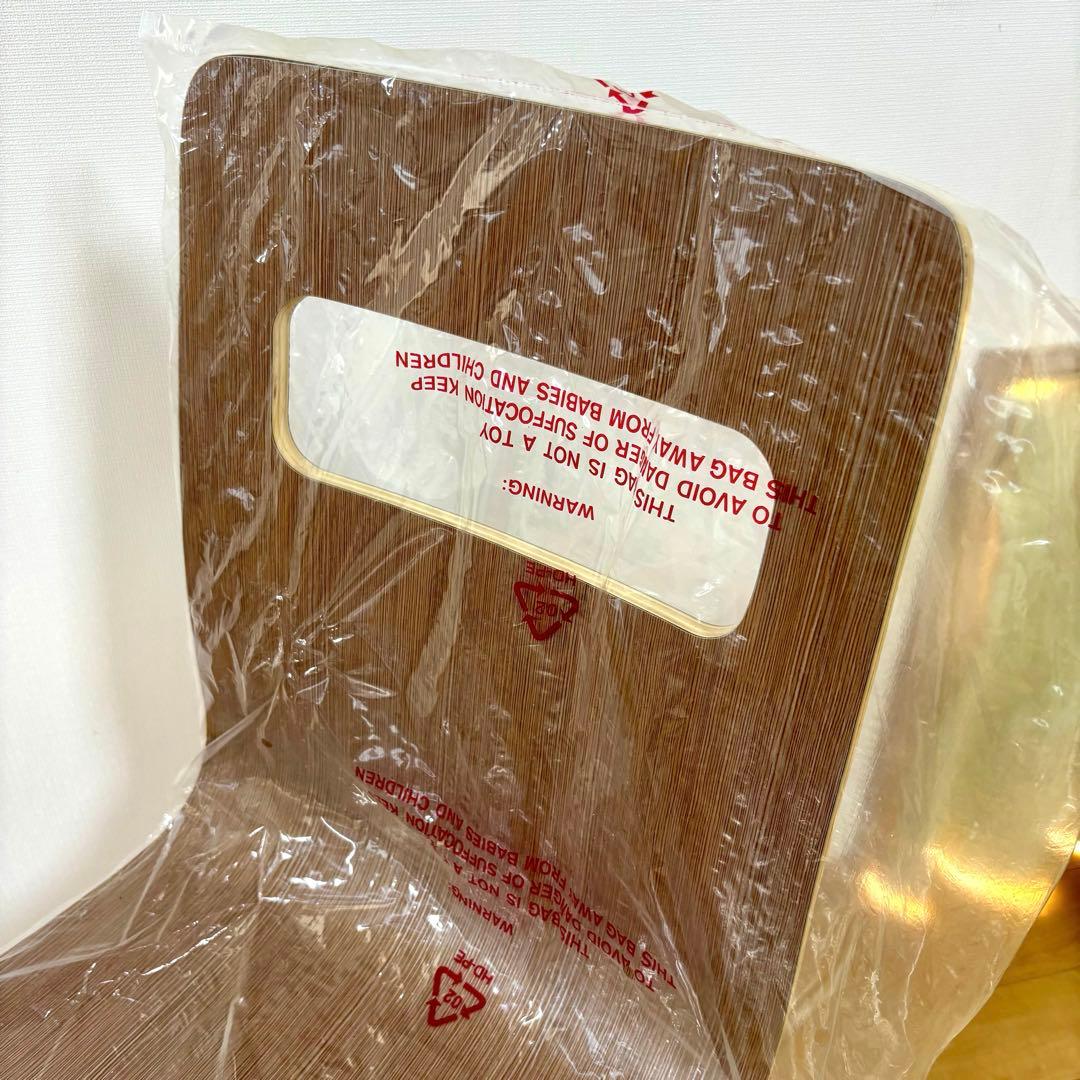 WARNING:
THIS BAG IS NOT A TOY
TO AVOID DANGER OF SUFFOCATION KEEP
THIS BAG AWAY FROM BABIES AND CHILDREN
02
HD-PE
WARNING:
THIS BAG IS NOT A
TO AVOID DANGER OF SUFFOCATION KEEP
THIS BAG AWAY FROM BABIES AND CHILDREN
02
HD-PE